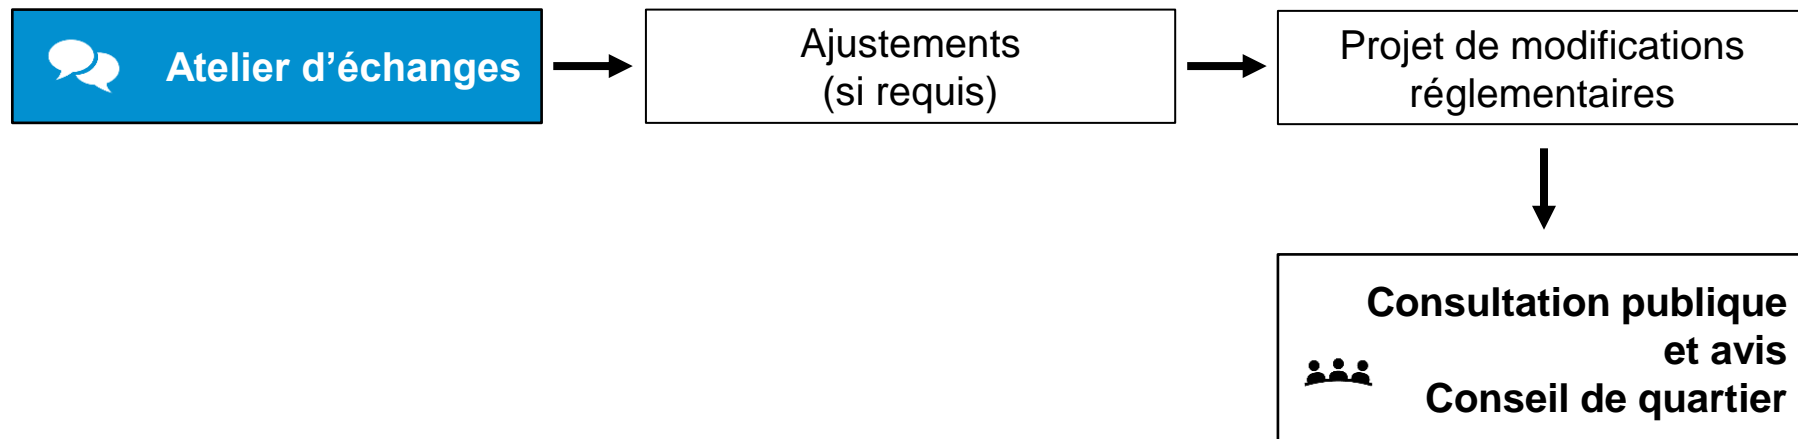 Atelier d’échanges
Ajustements
(si requis)
Projet de modifications
réglementaires
Consultation publique
et avis
Conseil de quartier